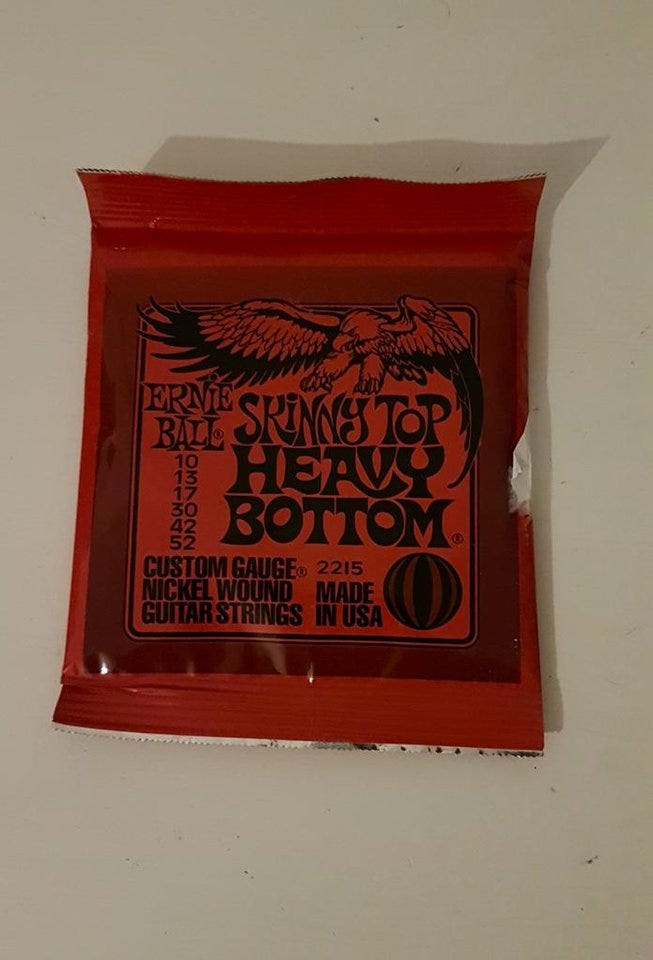 ERNIE
BALL®
SKINNY TOP
HEAVY
BOTTOM®
10
13
17
30
42
52
CUSTOM GAUGE® 2215
NICKEL WOUND MADE
GUITAR STRINGS IN USA